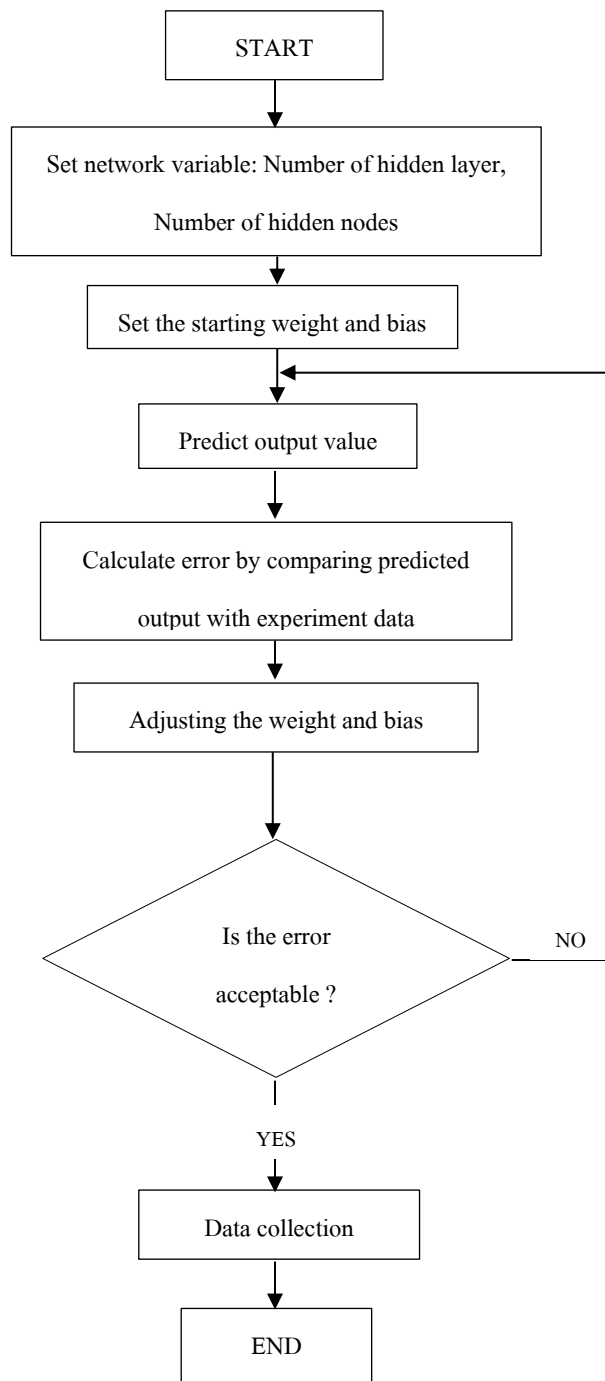 START
Set network variable: Number of hidden layer,
Number of hidden nodes
Set the starting weight and bias
Predict output value
Calculate error by comparing predicted
output with experiment data
Adjusting the weight and bias
Is the error
acceptable ?
NO
YES
Data collection
END